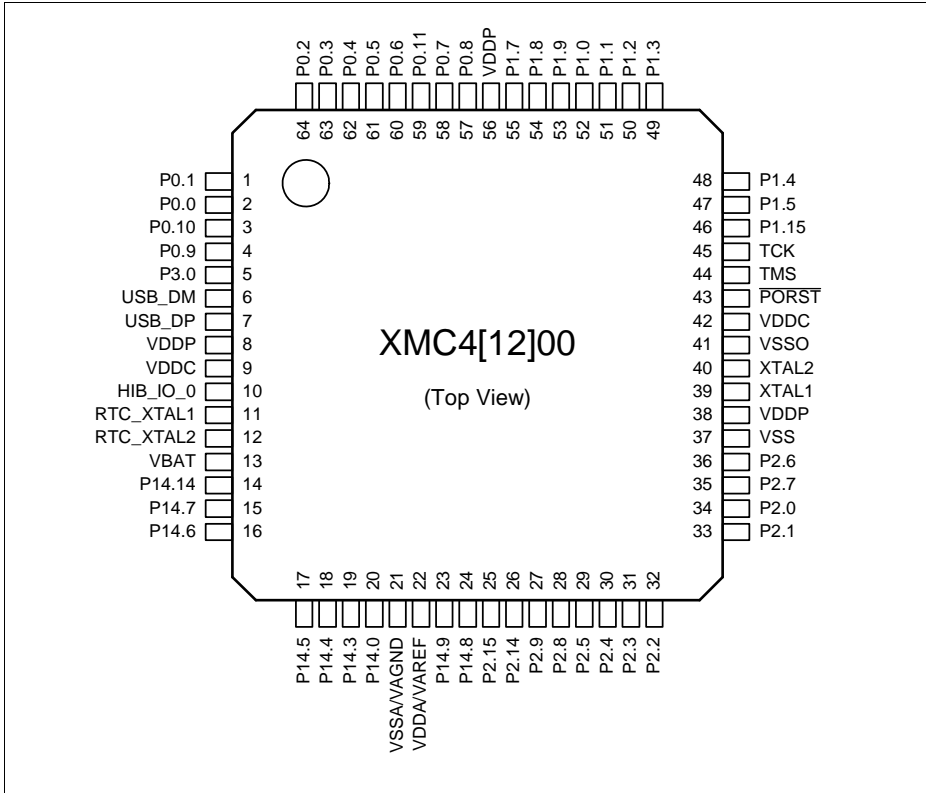 P0.2
P0.3
P0.4
P0.5
P0.6
P0.11
P0.7
P0.8
VDDP
P1.7
P1.8
P1.9
P1.0
P1.1
P1.2
P1.3
64
63
62
61
60
59
58
57
56
55
54
53
52
51
50
49
P0.1 1
P0.0 2
P0.10 3
P0.9 4
P3.0 5
USB_DM 6
USB_DP 7
VDDP 8
VDDC 9
HIB_IO_0 10
RTC_XTAL1 11
RTC_XTAL2 12
VBAT 13
P14.14 14
P14.7 15
P14.6 16
XMC4[12]00
(Top View)
48 P1.4
47 P1.5
46 P1.15
45 TCK
44 TMS
43 PORST
42 VDDC
41 VSSO
40 XTAL2
39 XTAL1
38 VDDP
37 VSS
36 P2.6
35 P2.7
34 P2.0
33 P2.1
17
18
19
20
21
22
23
24
25
26
27
28
29
30
31
32
P14.5
P14.4
P14.3
P14.0
VSSA/VAGND
VDDA/VAREF
P14.9
P14.8
P2.15
P2.14
P2.9
P2.8
P2.5
P2.4
P2.3
P2.2